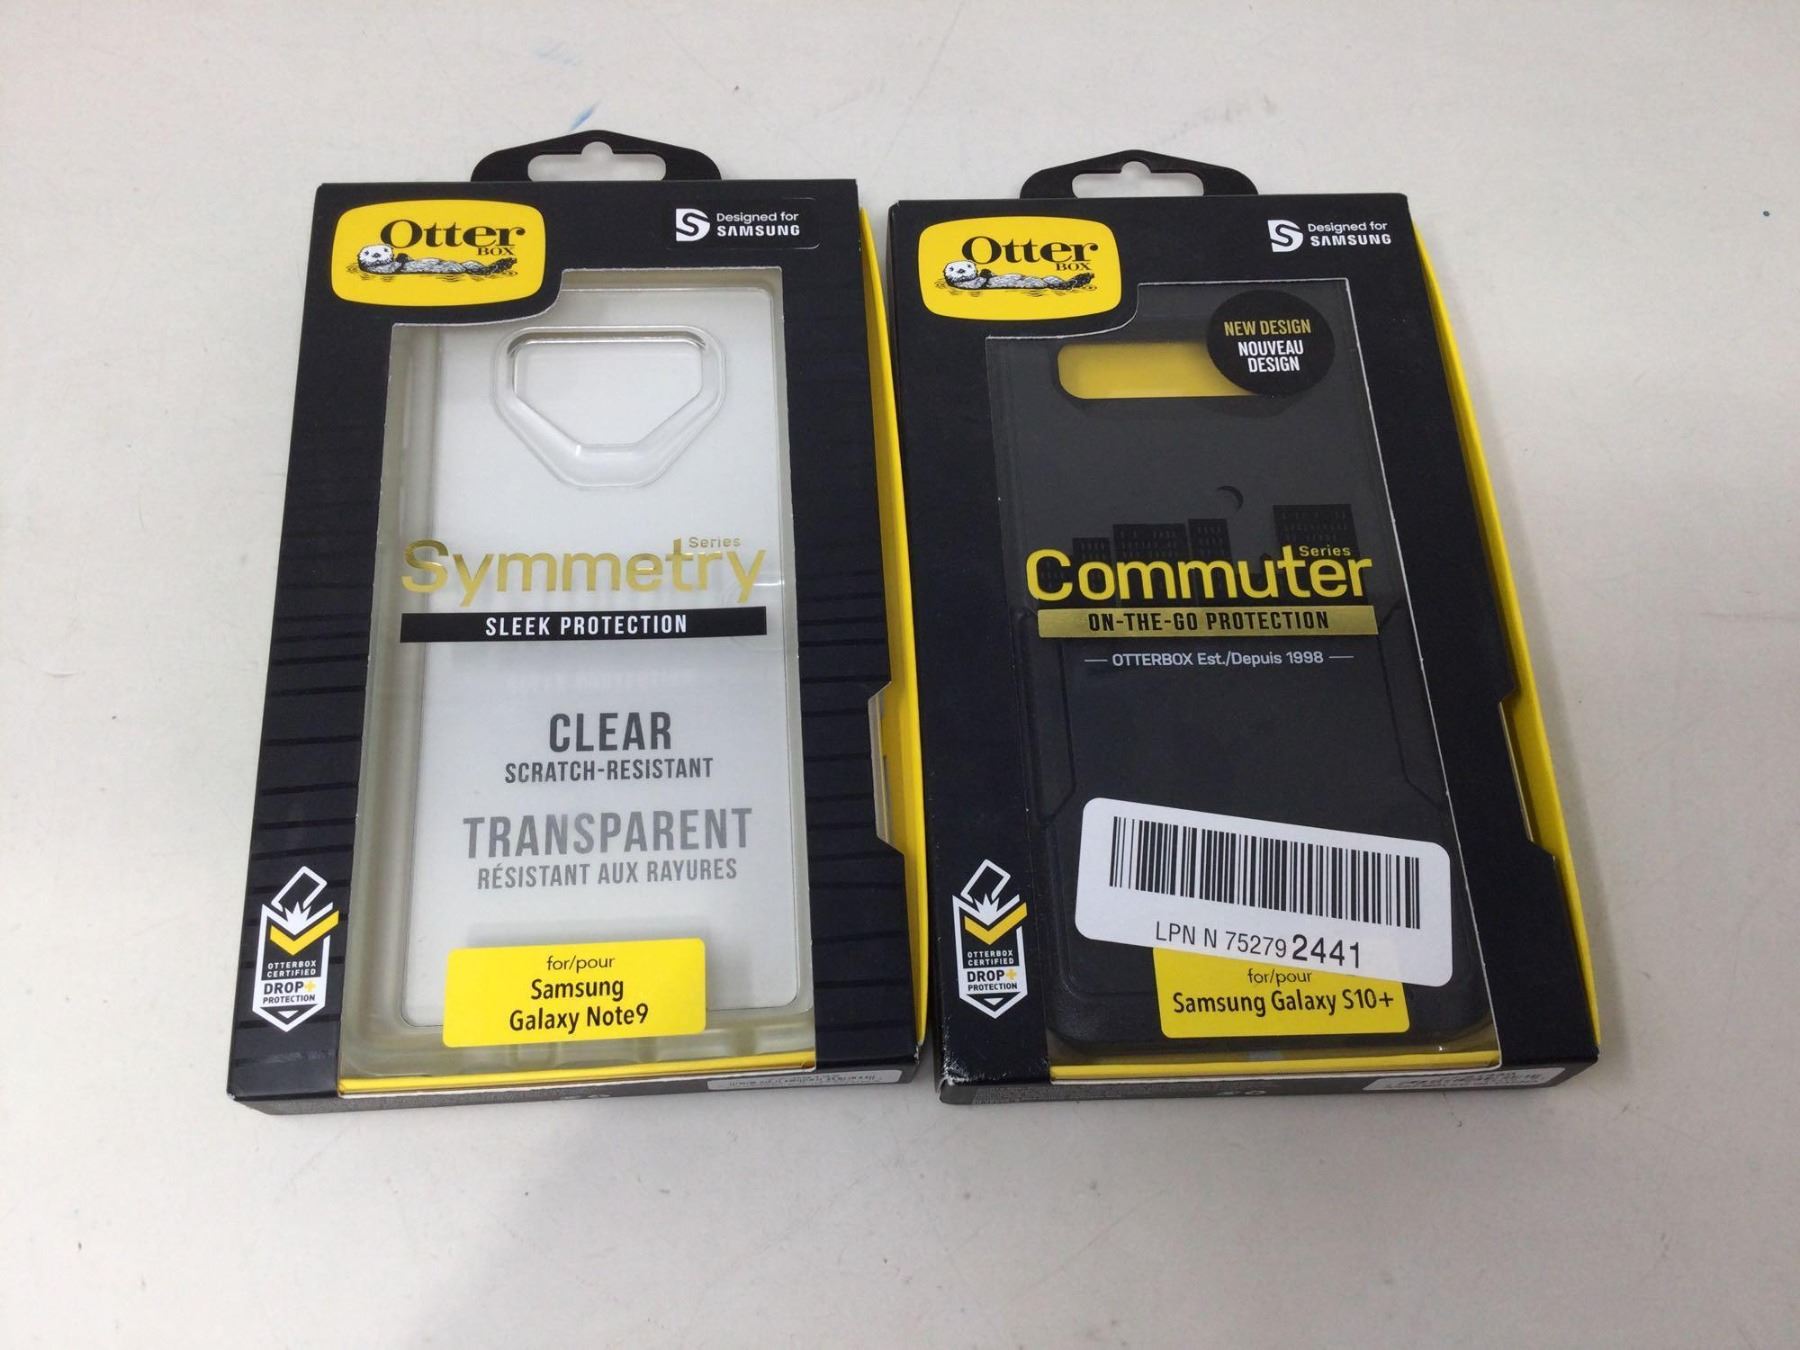 Otter
BOX
Designed for
SAMSUNG
Series
Symmetry
SLEEK PROTECTION
CLEAR
SCRATCH-RESISTANT
TRANSPARENT
RÉSISTANT AUX RAYURES
OTTERBOX
CERTIFIED
DROP+
PROTECTION
for/pour
Samsung
Galaxy Note9
Otter
BOX
Designed for
SAMSUNG
NEW DESIGN
NOUVEAU
DESIGN
Series
Commuter
ON-THE-GO PROTECTION
OTTERBOX Est./Depuis 1998
LPN N 752792441
OTTERBOX
CERTIFIED
DROP+
PROTECTION
for/pour
Samsung Galaxy S10+